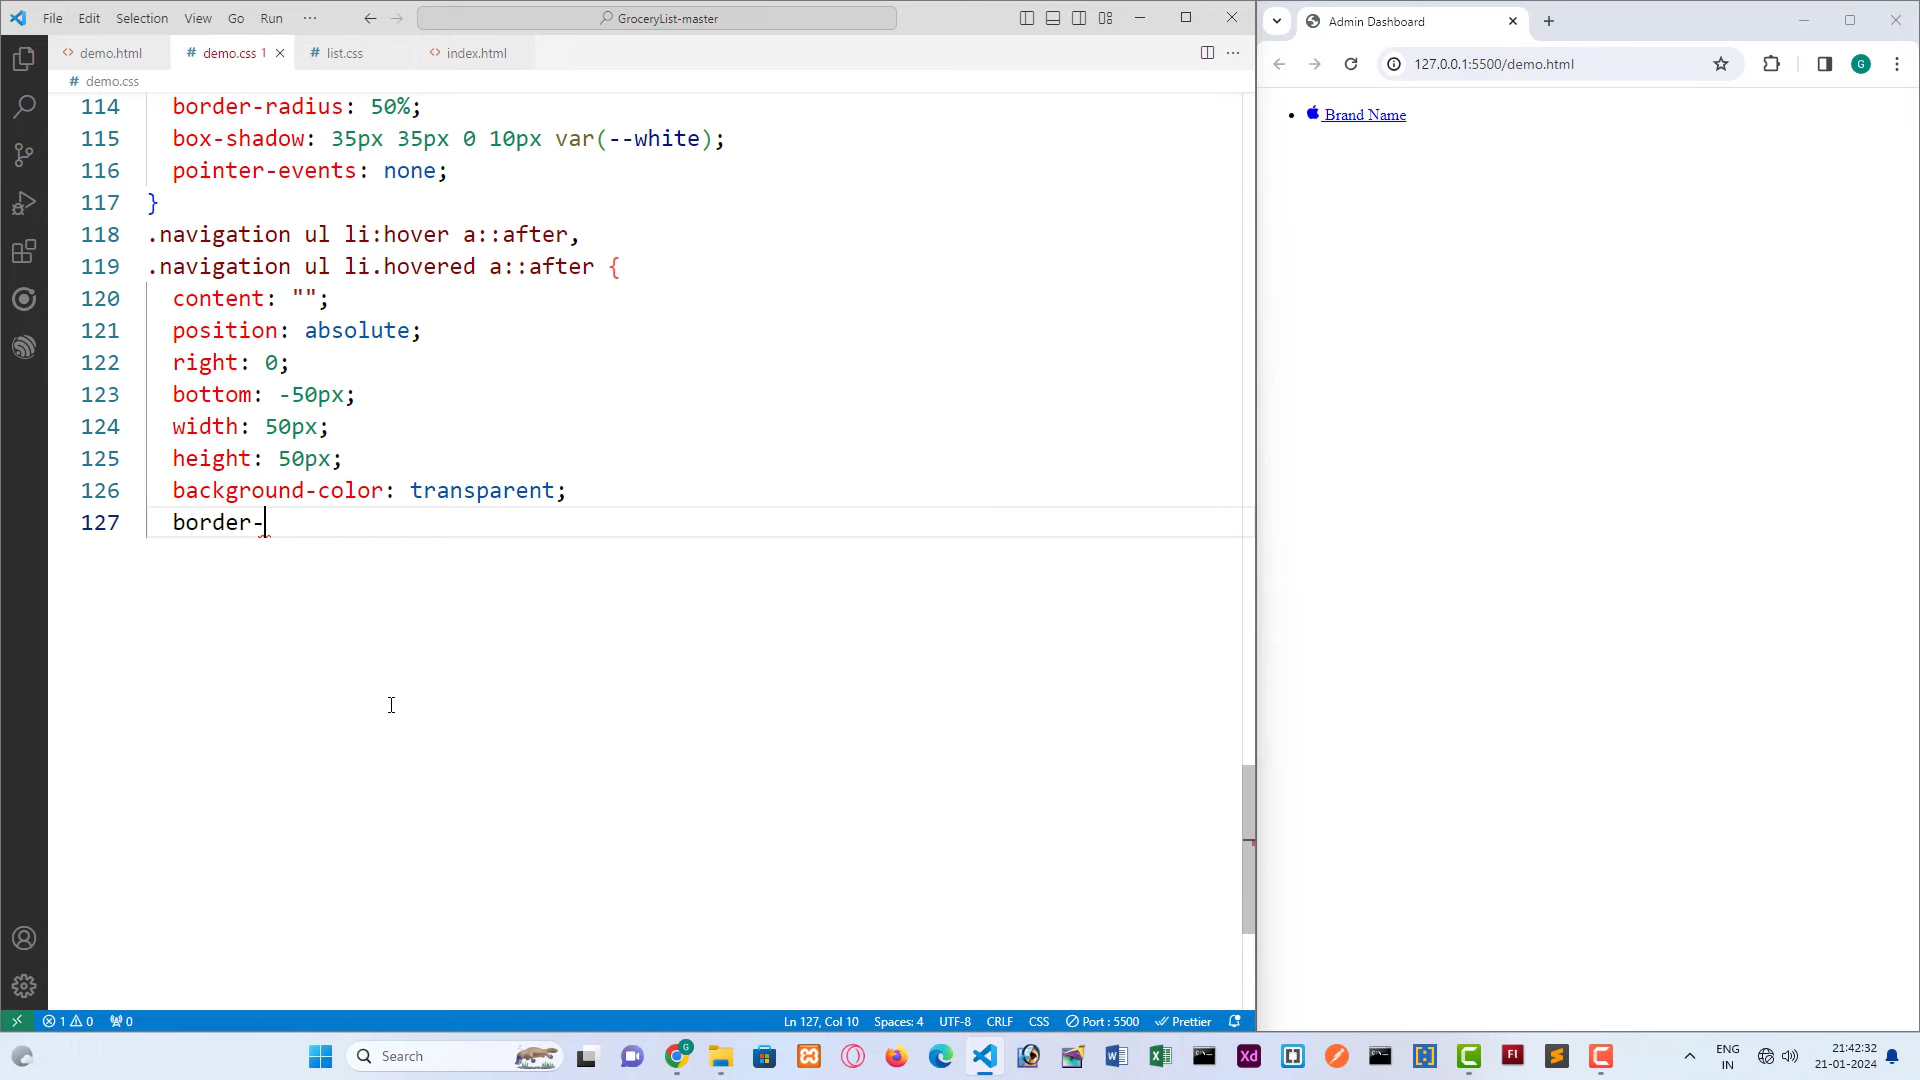 File Edit Selection View Go Run ···
GroceryList-master
demo.html
demo.css 1
list.css
index.html
demo.css
114 border-radius: 50%;
115 box-shadow: 35px 35px 0 10px var(--white);
116 pointer-events: none;
117 }
118 .navigation ul li:hover a::after,
119 .navigation ul li.hovered a::after {
120 content: "";
121 position: absolute;
122 right: 0;
123 bottom: -50px;
124 width: 50px;
125 height: 50px;
126 background-color: transparent;
127 border-
1 0 0
Ln 127, Col 10 Spaces: 4 UTF-8 CRLF CSS Port : 5500 Prettier
Admin Dashboard
127.0.0.1:5500/demo.html
G
Brand Name
Search
G
Xd
Fl
ENG
IN
21:42:32
21-01-2024